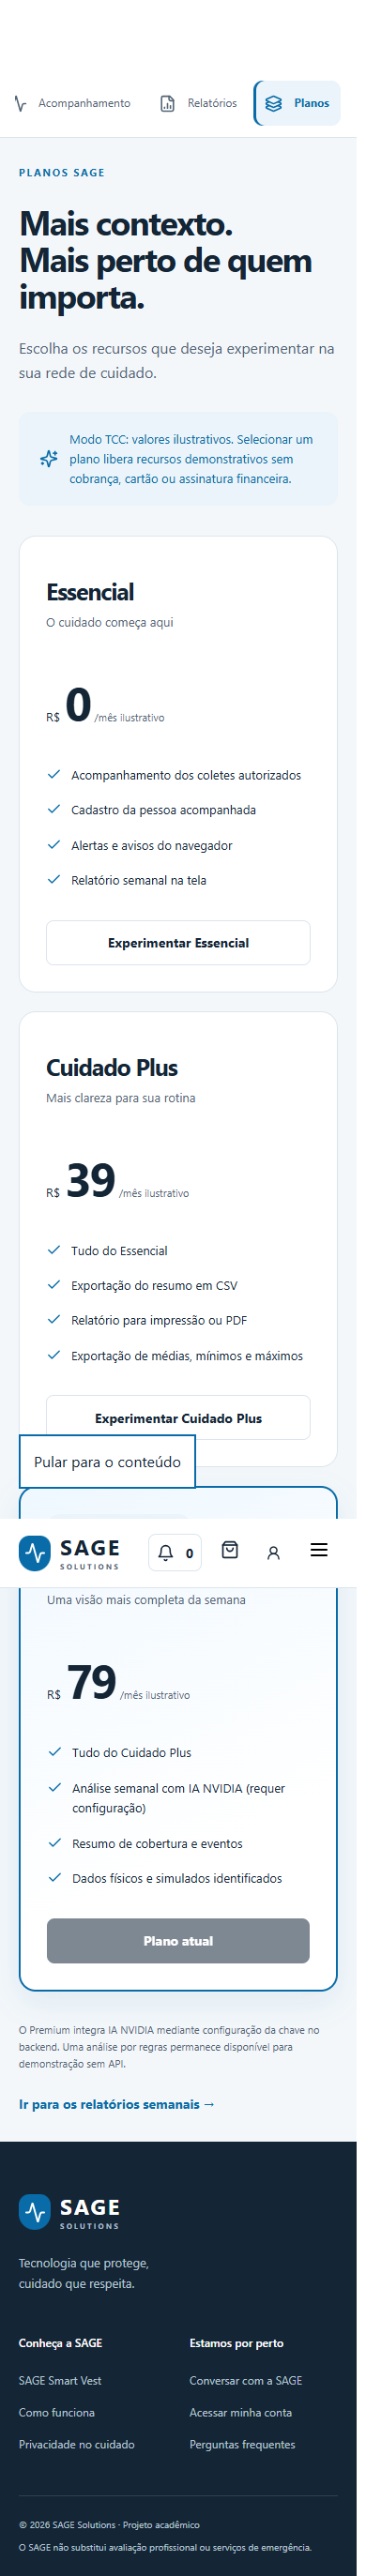 Acompanhamento Relatórios Planos
PLANOS SAGE
Mais contexto.
Mais perto de quem
importa.
Escolha os recursos que deseja experimentar na
sua rede de cuidado.
Modo TCC: valores ilustrativos. Selecionar um
plano libera recursos demonstrativos sem
cobrança, cartão ou assinatura financeira.
Essencial
O cuidado começa aqui
R$ 0 /mês ilustrativo
Acompanhamento dos coletes autorizados
Cadastro da pessoa acompanhada
Alertas e avisos do navegador
Relatório semanal na tela
Experimentar Essencial
Cuidado Plus
Mais clareza para sua rotina
R$ 39 /mês ilustrativo
Tudo do Essencial
Exportação do resumo em CSV
Relatório para impressão ou PDF
Exportação de médias, mínimos e máximos
Experimentar Cuidado Plus
Pular para o conteúdo
SAGE
SOLUTIONS
0
Uma visão mais completa da semana
R$ 79 /mês ilustrativo
Tudo do Cuidado Plus
Análise semanal com IA NVIDIA (requer
configuração)
Resumo de cobertura e eventos
Dados físicos e simulados identificados
Plano atual
O Premium integra IA NVIDIA mediante configuração da chave no
backend. Uma análise por regras permanece disponível para
demonstração sem API.
Ir para os relatórios semanais →
SAGE
SOLUTIONS
Tecnologia que protege,
cuidado que respeita.
Conheça a SAGE
SAGE Smart Vest
Como funciona
Privacidade no cuidado
Estamos por perto
Conversar com a SAGE
Acessar minha conta
Perguntas frequentes
© 2026 SAGE Solutions · Projeto acadêmico
O SAGE não substitui avaliação profissional ou serviços de emergência.